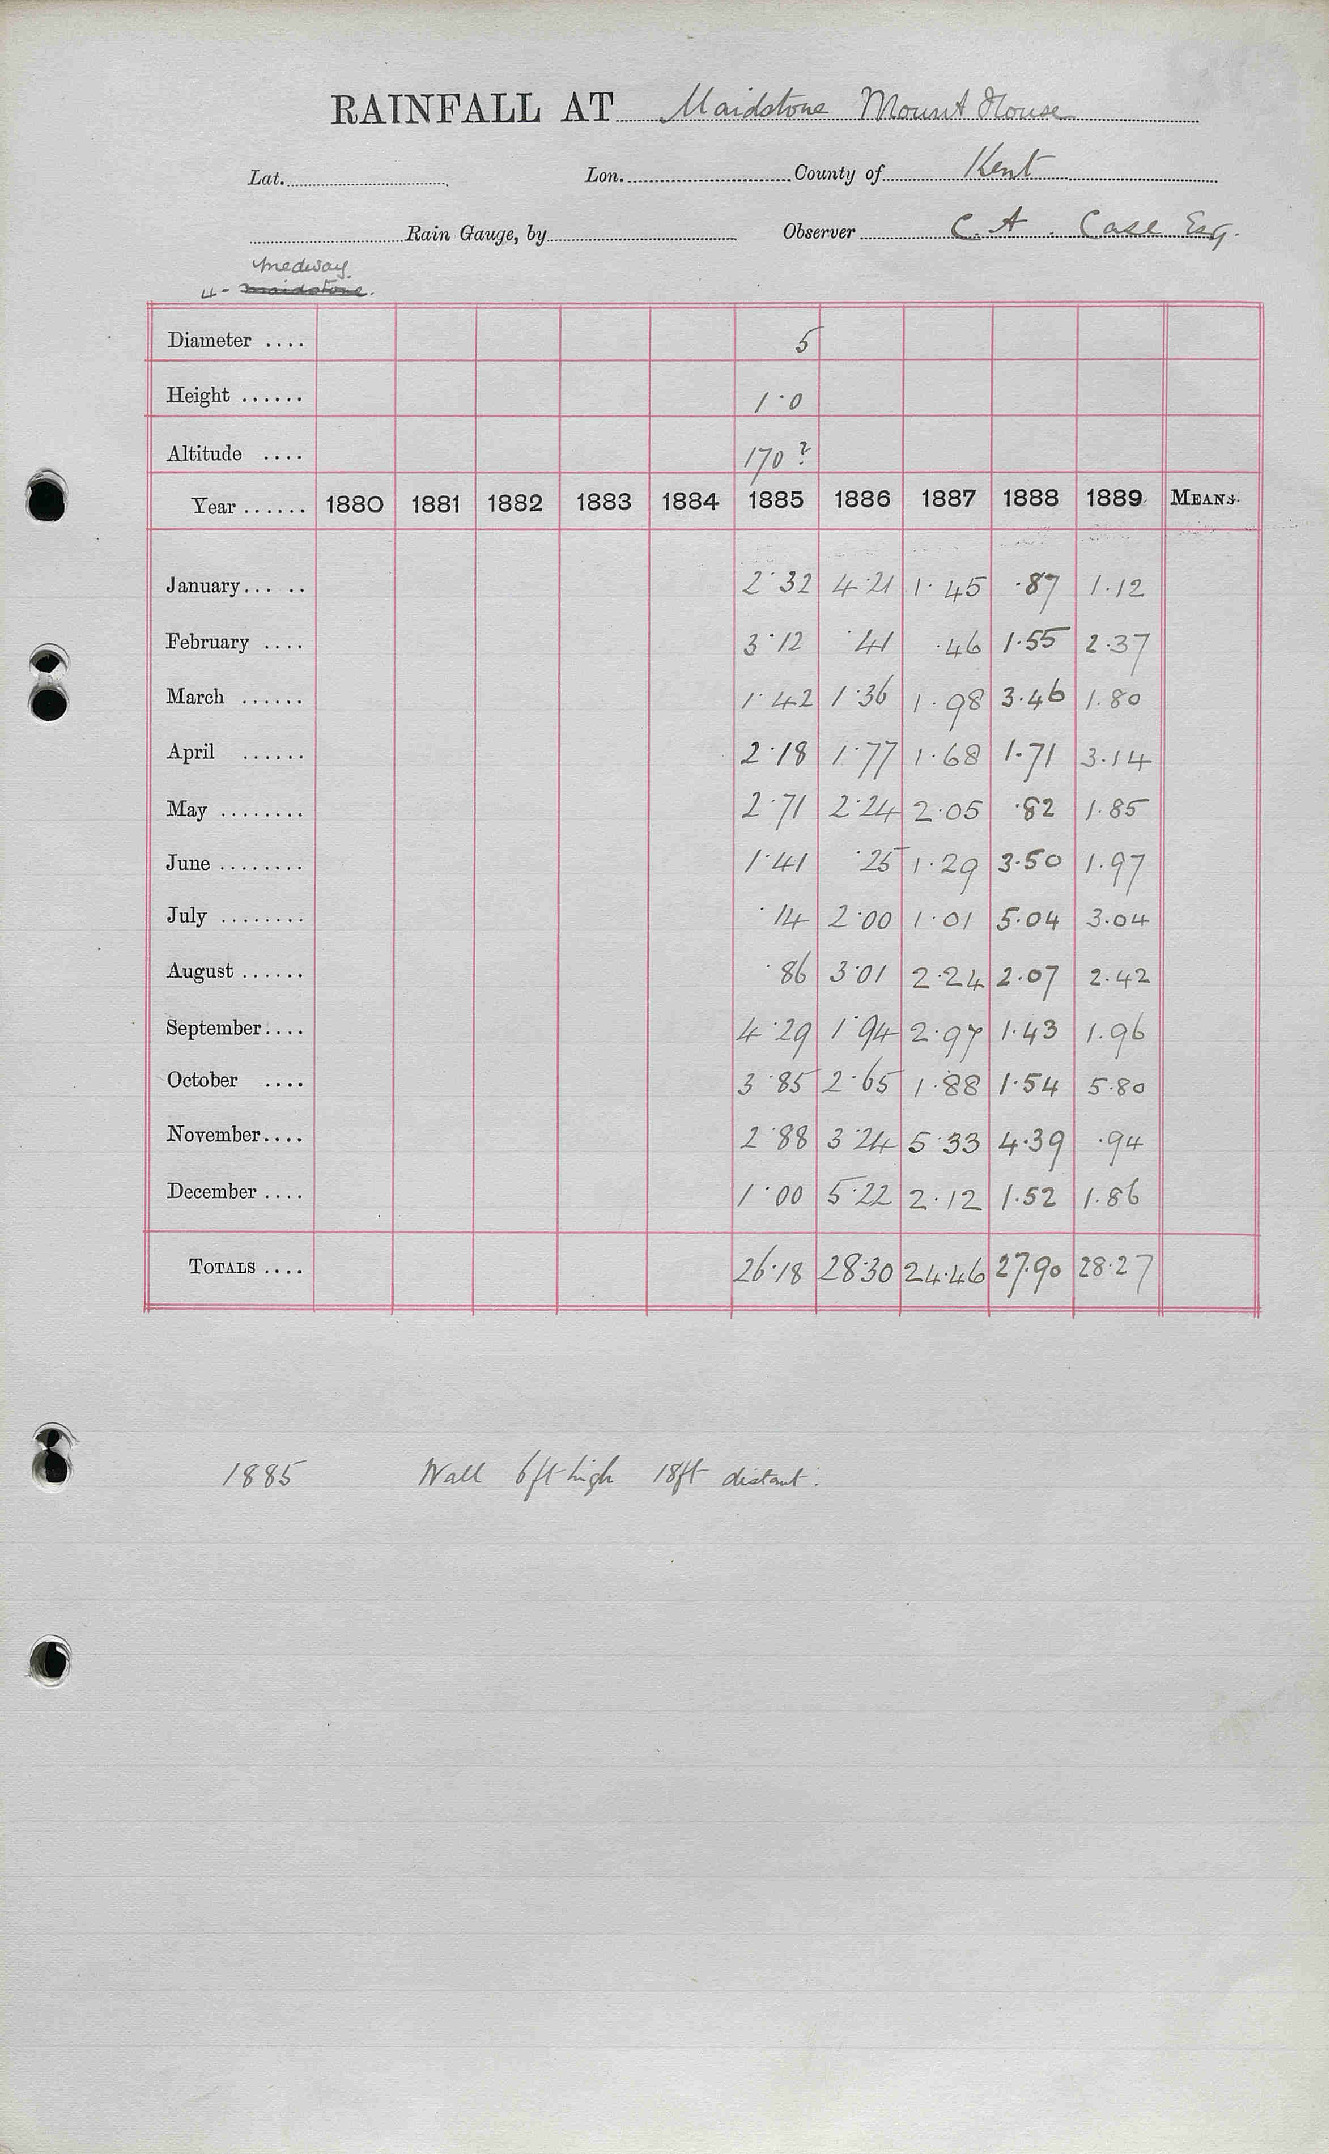 RAINFALL AT Maidstone Mount House
Lat. Lon. County of Kent
Rain Gauge, by Observer C. A. Case Esq.
Medway
4 - Maidstone.
Diameter .... 5
Height ...... 1·0
Altitude .... 170?
Year ...... 1880 1881 1882 1883 1884 1885 1886 1887 1888 1889 MEANS.
January ... .. 2·32 4·21 1·45 ·87 1·12
February .... 3·12 ·41 ·46 1·55 2·37
March ...... 1·42 1·36 1·98 3·46 1·80
April ...... 2·18 1·77 1·68 1·71 3·14
May ........ 2·71 2·24 2·05 ·82 1·85
June ........ 1·41 ·25 1·29 3·50 1·97
July ........ ·14 2·00 1·01 5·04 3·04
August ...... ·86 3·01 2·24 2·07 2·42
September.... 4·29 1·94 2·97 1·43 1·96
October .... 3·85 2·65 1·88 1·54 5·80
November.... 2·88 3·24 5·33 4·39 ·94
December .... 1·00 5·22 2·12 1·52 1·86
TOTALS .... 26·18 28·30 24·46 27·90 28·27
1885 Wall 6ft high 18ft distant.